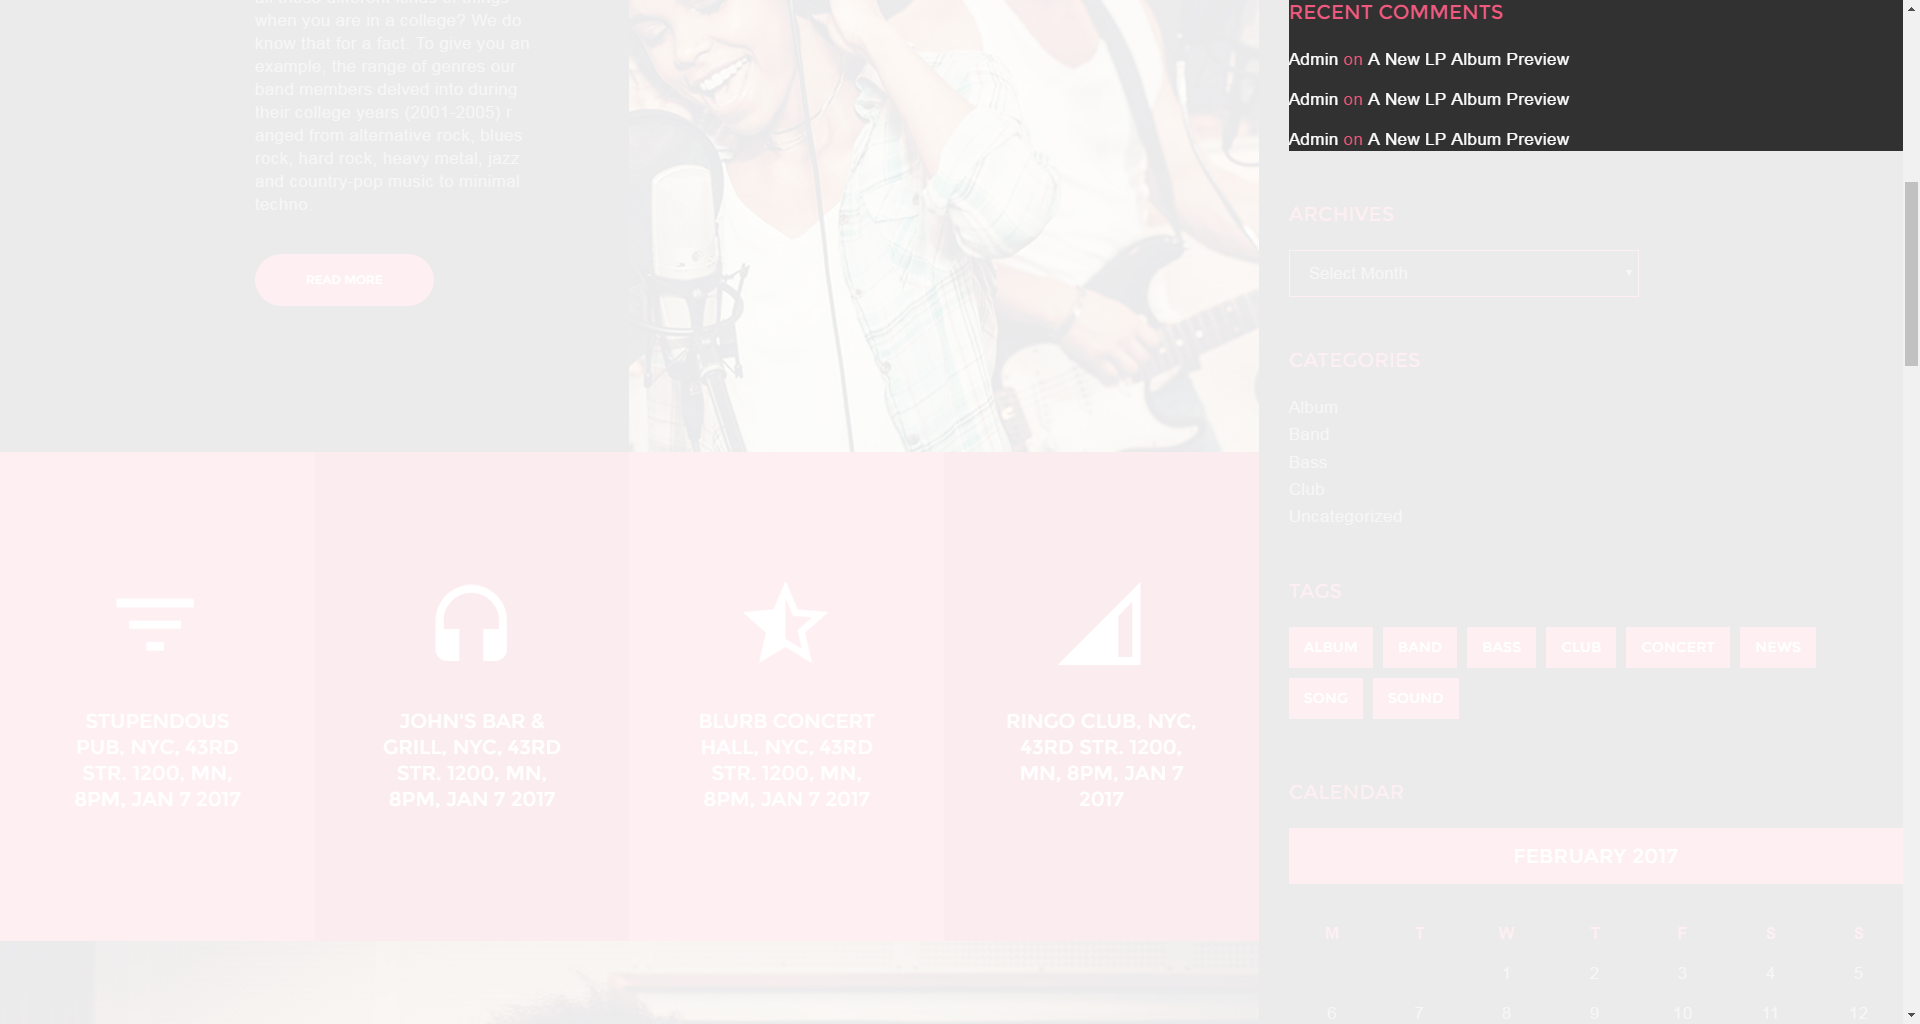 when you are in a college? We do
know that for a fact. To give you an
example, the range of genres our
band members delved into during
their college years (2001-2005) r
anged from alternative rock, blues
rock, hard rock, heavy metal, jazz
and country-pop music to minimal
techno.
READ MORE
STUPENDOUS
PUB, NYC, 43RD
STR. 1200, MN,
8PM, JAN 7 2017
JOHN'S BAR &
GRILL, NYC, 43RD
STR. 1200, MN,
8PM, JAN 7 2017
BLURB CONCERT
HALL, NYC, 43RD
STR. 1200, MN,
8PM, JAN 7 2017
RINGO CLUB, NYC,
43RD STR. 1200,
MN, 8PM, JAN 7
2017
RECENT COMMENTS
Admin on A New LP Album Preview
Admin on A New LP Album Preview
Admin on A New LP Album Preview
ARCHIVES
Select Month
CATEGORIES
Album
Band
Bass
Club
Uncategorized
TAGS
ALBUM BAND BASS CLUB CONCERT NEWS
SONG SOUND
CALENDAR
FEBRUARY 2017
M T W T F S S
1 2 3 4 5
6 7 8 9 10 11 12